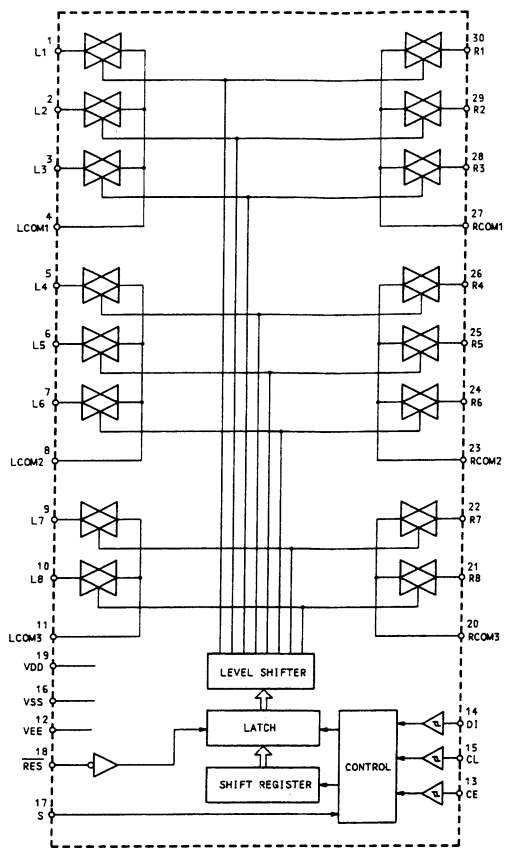 1
L1
2
L2
3
L3
4
LCOM1
5
L4
6
L5
7
L6
8
LCOM2
9
L7
10
L8
11
LCOM3
19
VDD
16
VSS
12
VEE
18
RES
17
S
30
R1
29
R2
28
R3
27
RCOM1
26
R4
25
R5
24
R6
23
RCOM2
22
R7
21
R8
20
RCOM3
14
DI
15
CL
13
CE
LEVEL SHIFTER
LATCH
SHIFT REGISTER
CONTROL